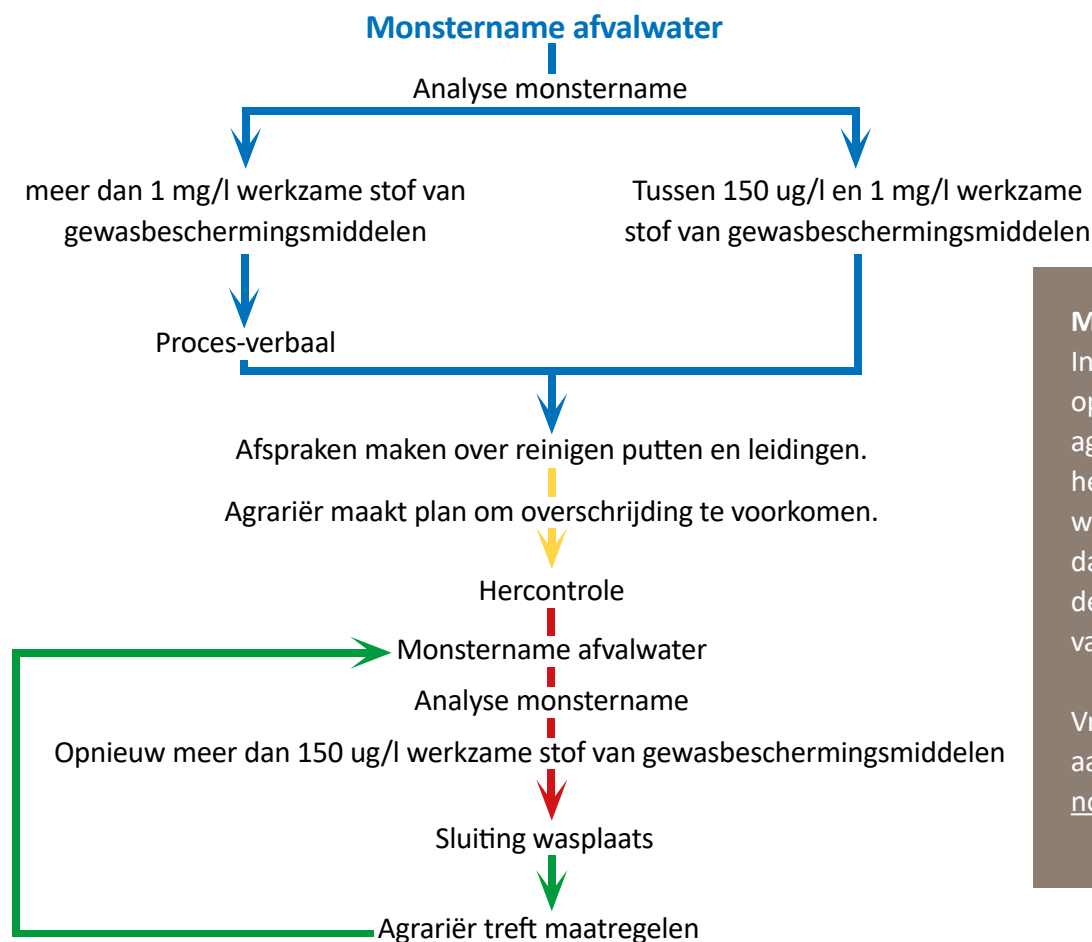 Monstername afvalwater
Analyse monstername
meer dan 1 mg/l werkzame stof van
gewasbeschermingsmiddelen
Tussen 150 ug/l en 1 mg/l werkzame
stof van gewasbeschermingsmiddelen
Proces-verbaal
Afspraken maken over reinigen putten en leidingen.
Agrariër maakt plan om overschrijding te voorkomen.
Hercontrole
Monstername afvalwater
Analyse monstername
Opnieuw meer dan 150 ug/l werkzame stof van gewasbeschermingsmiddelen
Sluiting wasplaats
Agrariër treft maatregelen